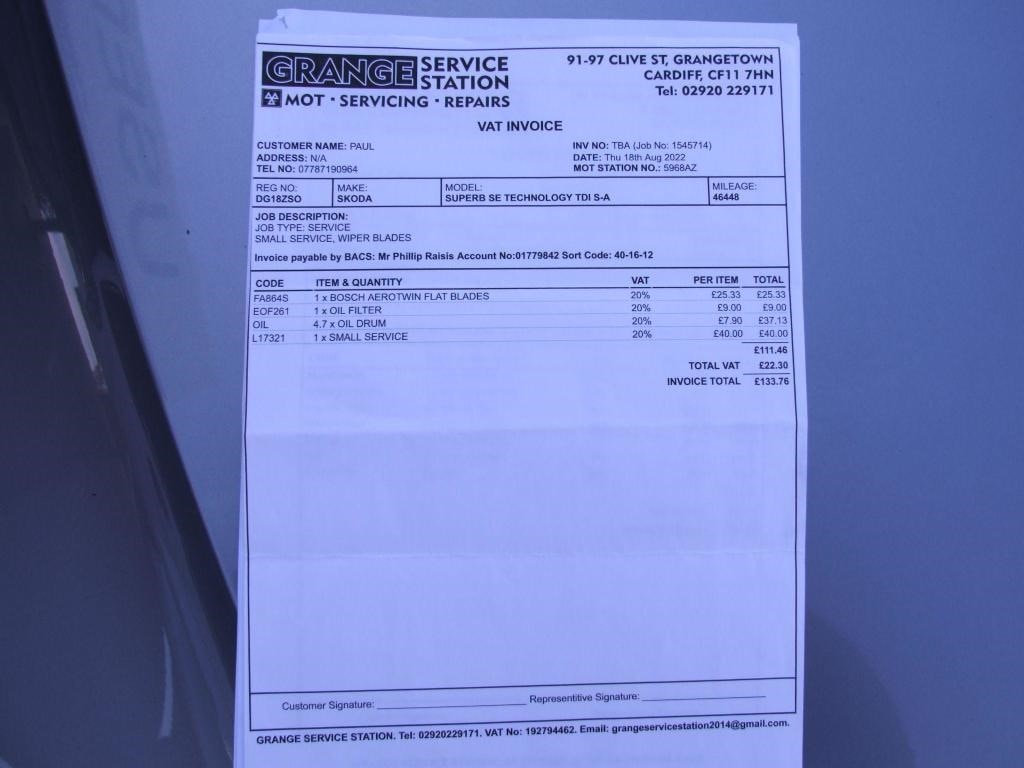 GRANGE SERVICE STATION
MOT · SERVICING · REPAIRS
91-97 CLIVE ST, GRANGETOWN
CARDIFF, CF11 7HN
Tel: 02920 229171
VAT INVOICE
CUSTOMER NAME: PAUL
ADDRESS: N/A
TEL NO: 07787190964
INV NO: TBA (Job No: 1545714)
DATE: Thu 18th Aug 2022
MOT STATION NO.: 5968AZ
REG NO: MAKE: MODEL: MILEAGE:
DG18ZSO SKODA SUPERB SE TECHNOLOGY TDI S-A 46448
JOB DESCRIPTION:
JOB TYPE: SERVICE
SMALL SERVICE, WIPER BLADES
Invoice payable by BACS: Mr Phillip Raisis Account No:01779842 Sort Code: 40-16-12
CODE ITEM & QUANTITY VAT PER ITEM TOTAL
FA864S 1 x BOSCH AEROTWIN FLAT BLADES 20% £25.33 £25.33
EOF261 1 x OIL FILTER 20% £9.00 £9.00
OIL 4.7 x OIL DRUM 20% £7.90 £37.13
L17321 1 x SMALL SERVICE 20% £40.00 £40.00
£111.46
TOTAL VAT £22.30
INVOICE TOTAL £133.76
Customer Signature: Representitive Signature:
GRANGE SERVICE STATION. Tel: 02920229171. VAT No: 192794462. Email: grangeservicestation2014@gmail.com.